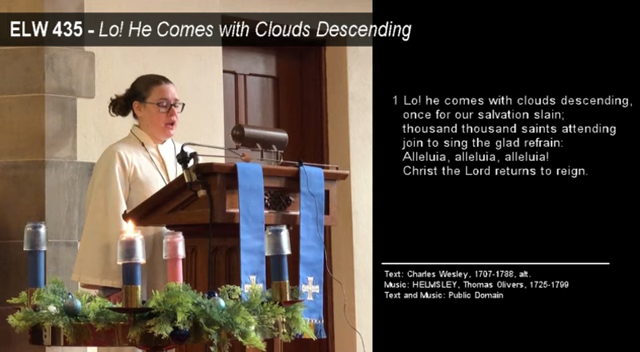 ELW 435 - Lo! He Comes with Clouds Descending
1 Lo! he comes with clouds descending,
once for our salvation slain;
thousand thousand saints attending
join to sing the glad refrain:
Alleluia, alleluia, alleluia!
Christ the Lord returns to reign.
Text: Charles Wesley, 1707-1788, alt.
Music: HELMSLEY, Thomas Olivers, 1725-1799
Text and Music: Public Domain